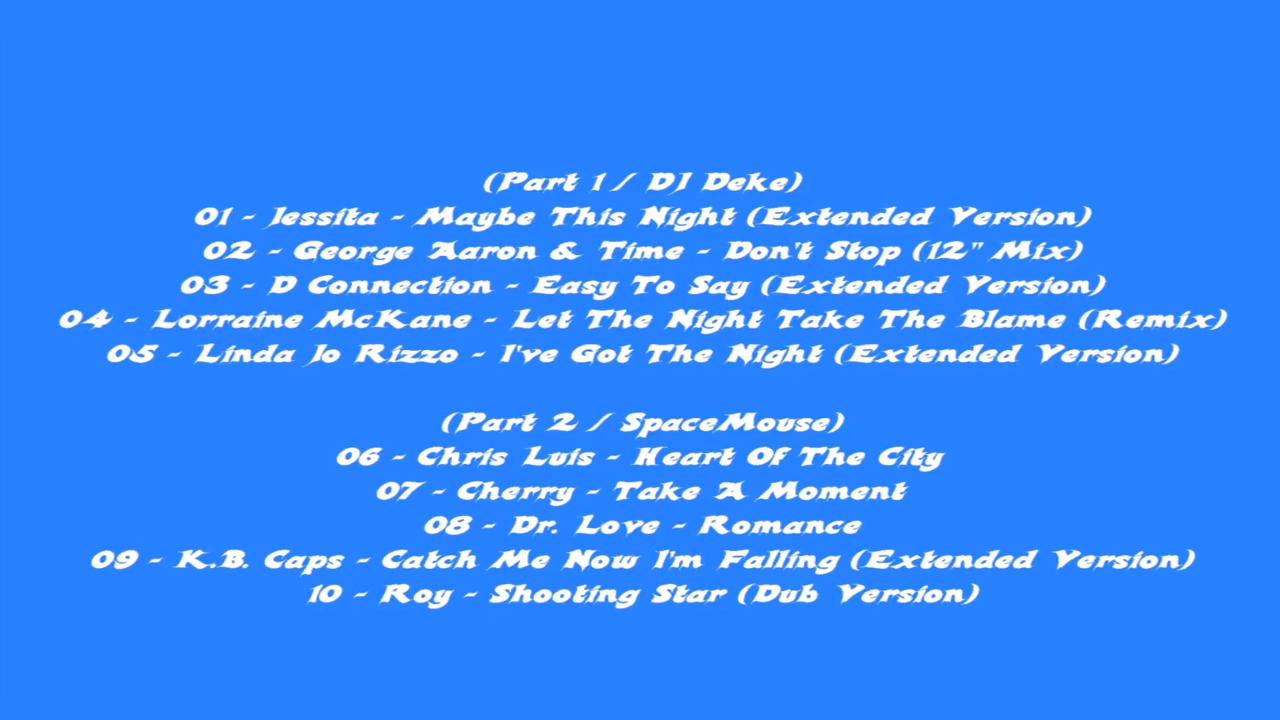 (Part 1 / DJ Deke)
01 - Jessita - Maybe This Night (Extended Version)
02 - George Aaron & Time - Don't Stop (12" Mix)
03 - D Connection - Easy To Say (Extended Version)
04 - Lorraine McKane - Let The Night Take The Blame (Remix)
05 - Linda Jo Rizzo - I've Got The Night (Extended Version)
(Part 2 / SpaceMouse)
06 - Chris Luis - Heart Of The City
07 - Cherry - Take A Moment
08 - Dr. Love - Romance
09 - K.B. Caps - Catch Me Now I'm Falling (Extended Version)
10 - Roy - Shooting Star (Dub Version)